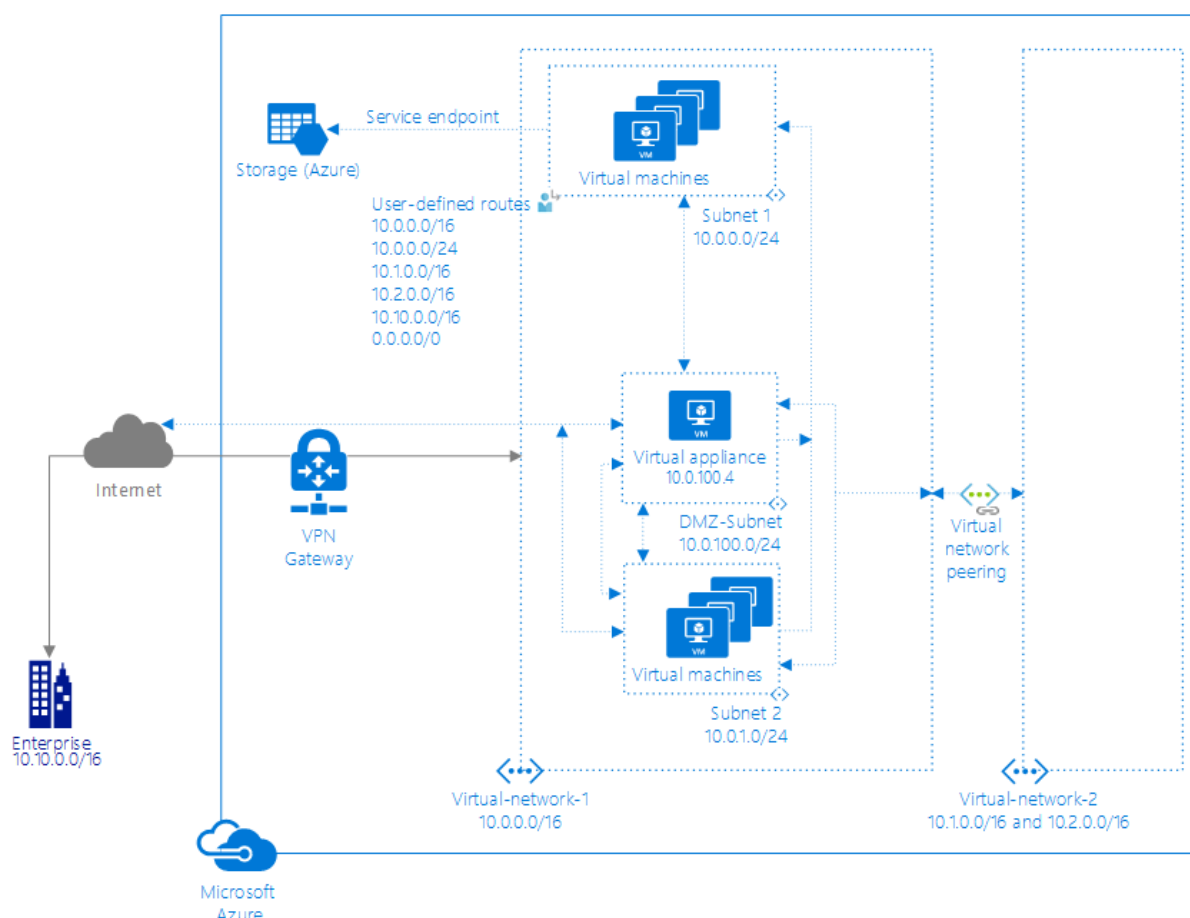 Service endpoint
Storage (Azure)
VM
Virtual machines
Subnet 1
10.0.0.0/24
User-defined routes
10.0.0.0/16
10.0.0.0/24
10.1.0.0/16
10.2.0.0/16
10.10.0.0/16
0.0.0.0/0
VM
Virtual appliance
10.0.100.4
DMZ-Subnet
10.0.100.0/24
Internet
VPN
Gateway
Virtual
network
peering
VM
Virtual machines
Subnet 2
10.0.1.0/24
Enterprise
10.10.0.0/16
Virtual-network-1
10.0.0.0/16
Virtual-network-2
10.1.0.0/16 and 10.2.0.0/16
Microsoft
Azure